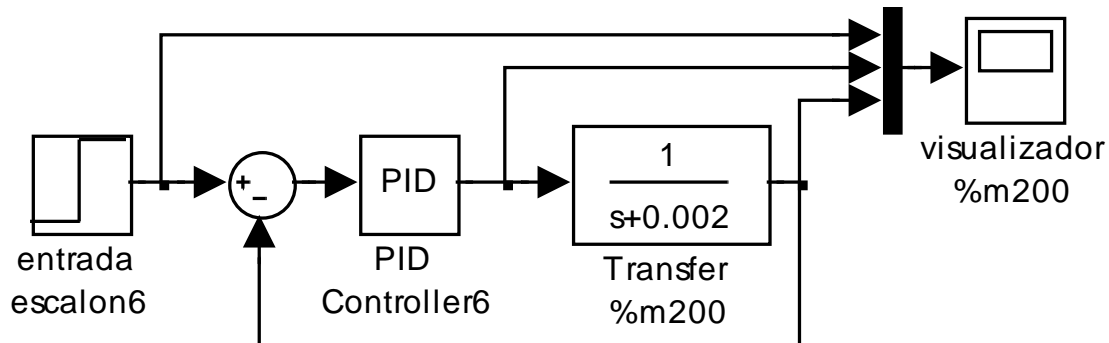 entrada
escalon6
+
−
PID
PID
Controller6
1
s+0.002
Transfer
%m200
visualizador
%m200